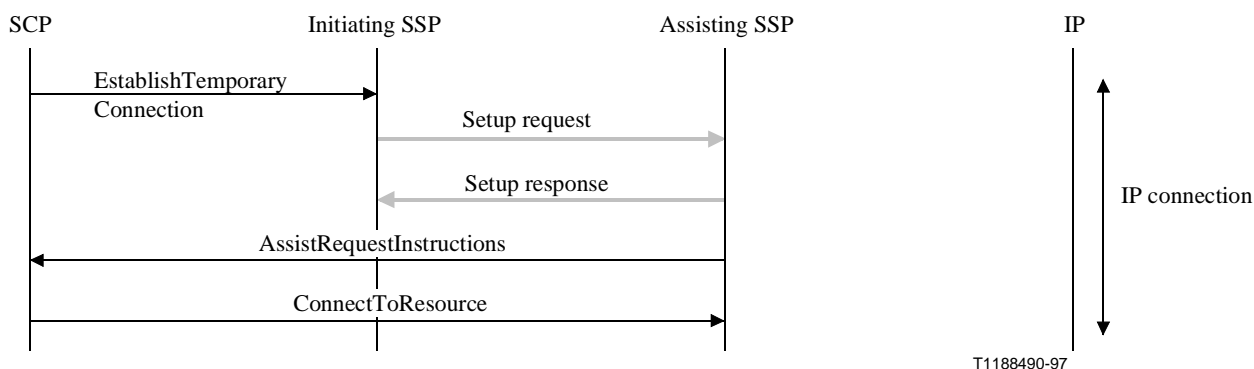 SCP
Initiating SSP
Assisting SSP
IP
EstablishTemporary
Connection
Setup request
Setup response
IP connection
AssistRequestInstructions
ConnectToResource
T1188490-97